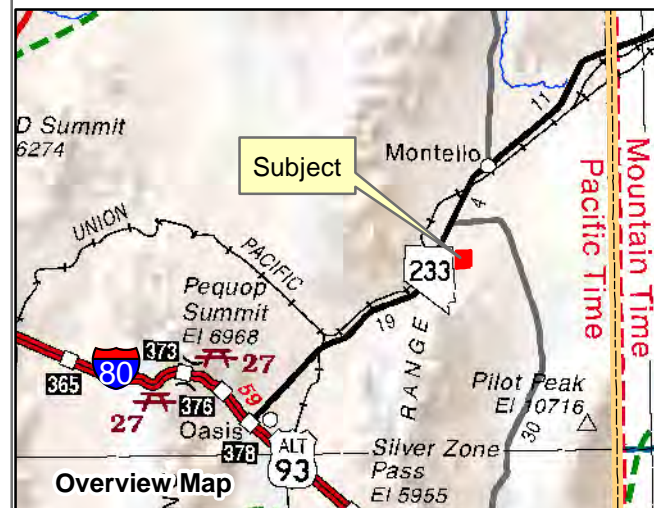 D Summit
6274
Subject
Montello
11
4
Mountain Time
Pacific Time
UNION
PACIFIC
233
Pequop
Summit
El 6968
19
RANGE
373
27
80
365
59
376
27
Pilot Peak
El 10716
30
Oasis
378
ALT
93
Silver Zone
Pass
El 5955
Overview Map